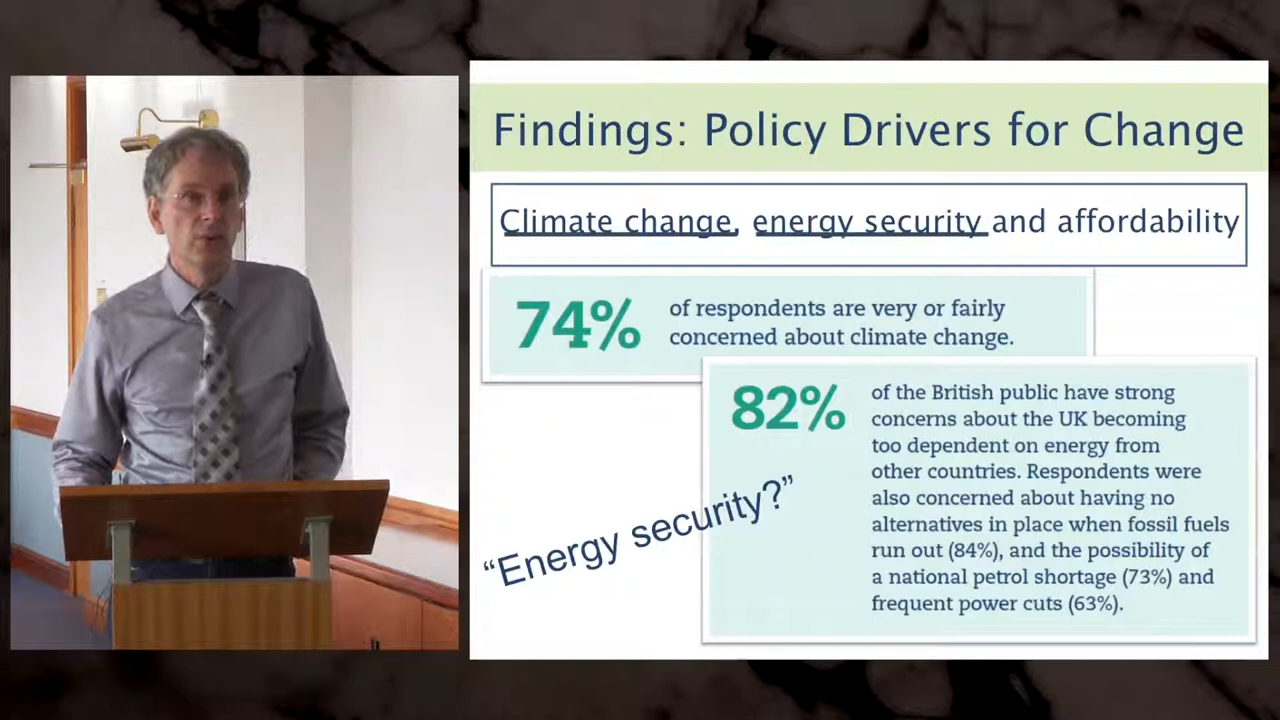 Findings: Policy Drivers for Change
Climate change, energy security and affordability
74%
of respondents are very or fairly
concerned about climate change.
82%
of the British public have strong
concerns about the UK becoming
too dependent on energy from
other countries. Respondents were
also concerned about having no
alternatives in place when fossil fuels
run out (84%), and the possibility of
a national petrol shortage (73%) and
frequent power cuts (63%).
“Energy security?”